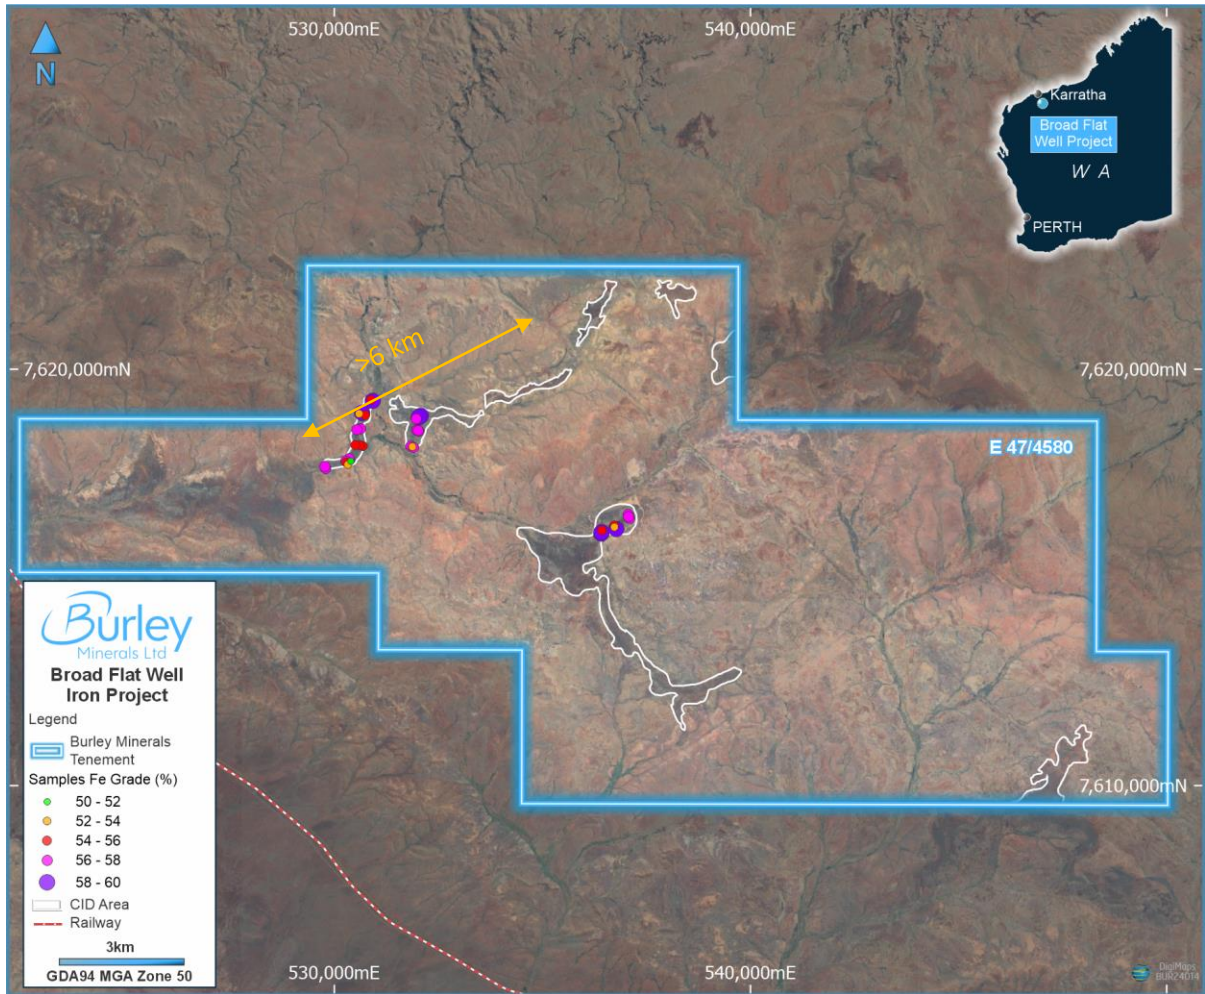 530,000mE
540,000mE
N
Karratha
Broad Flat
Well Project
W A
PERTH
7,620,000mN
7,620,000mN
>6 km
E 47/4580
Burley
Minerals Ltd
Broad Flat Well
Iron Project
Legend
Burley Minerals
Tenement
Samples Fe Grade (%)
50 - 52
52 - 54
54 - 56
56 - 58
58 - 60
CID Area
Railway
3km
GDA94 MGA Zone 50
7,610,000mN
530,000mE
540,000mE
DigiMaps
BUR24014